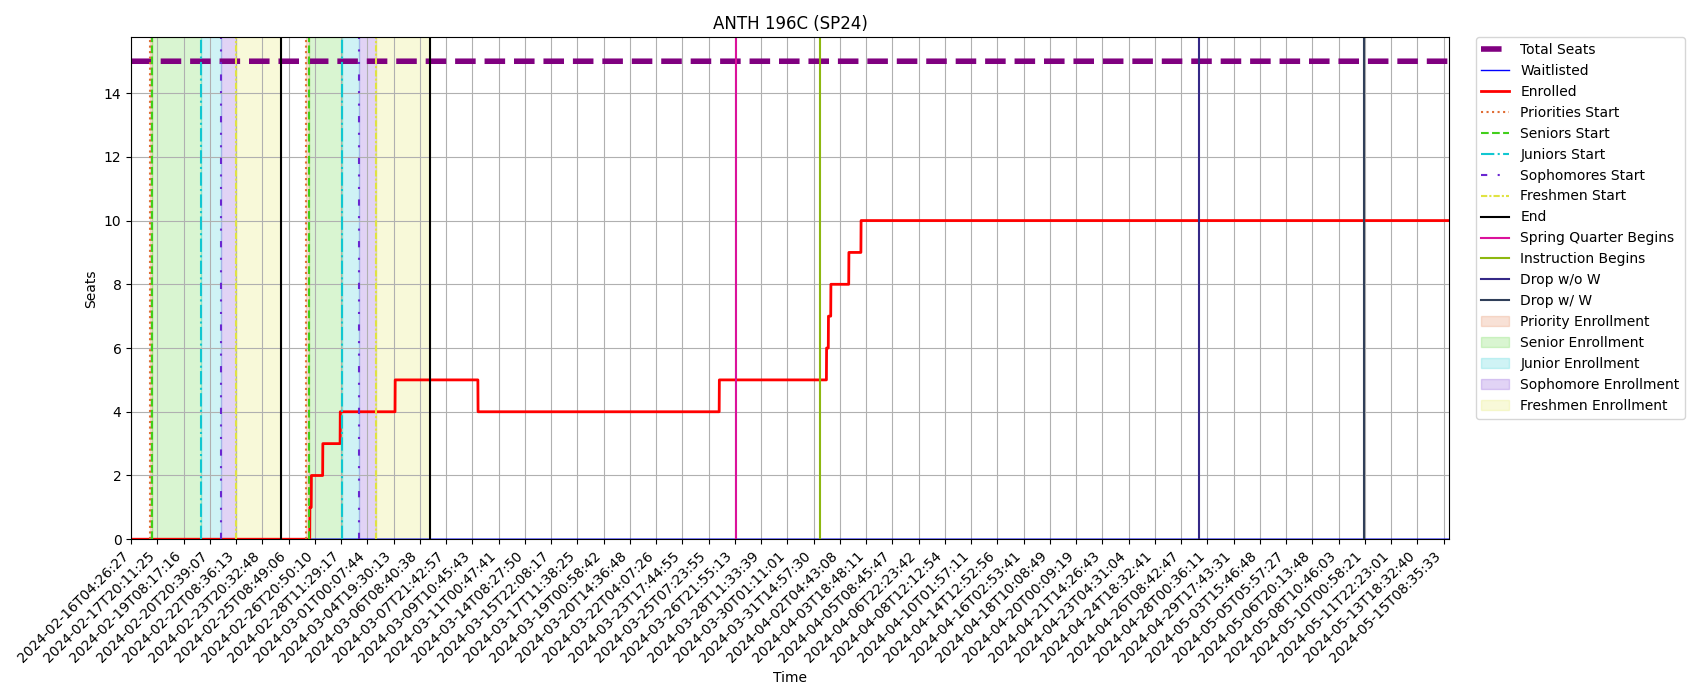 ANTH 196C (SP24)
Seats
14
12
10
8
6
4
2
0
2024-02-16T04:26:27
2024-02-17T20:11:25
2024-02-19T08:17:16
2024-02-20T20:39:07
2024-02-22T08:36:13
2024-02-23T20:32:48
2024-02-25T08:49:06
2024-02-26T20:50:10
2024-02-28T11:29:17
2024-03-01T00:07:44
2024-03-04T19:30:13
2024-03-06T08:40:38
2024-03-07T21:42:57
2024-03-09T10:45:43
2024-03-11T00:47:41
2024-03-14T08:27:50
2024-03-15T22:08:17
2024-03-17T11:38:25
2024-03-19T00:58:42
2024-03-20T14:36:48
2024-03-22T04:07:26
2024-03-23T17:44:55
2024-03-25T07:23:55
2024-03-26T21:55:13
2024-03-28T11:33:39
2024-03-30T01:11:01
2024-03-31T14:57:30
2024-04-02T04:43:08
2024-04-03T18:48:11
2024-04-05T08:45:47
2024-04-06T22:23:42
2024-04-08T12:12:54
2024-04-10T01:57:11
2024-04-14T12:52:56
2024-04-16T02:53:41
2024-04-18T10:08:49
2024-04-20T00:09:19
2024-04-21T14:26:43
2024-04-23T04:31:04
2024-04-24T18:32:41
2024-04-26T08:42:47
2024-04-28T00:36:11
2024-04-29T17:43:31
2024-05-03T15:46:48
2024-05-05T05:57:27
2024-05-06T20:13:48
2024-05-08T10:46:03
2024-05-10T00:58:21
2024-05-11T22:23:01
2024-05-13T18:32:40
2024-05-15T08:35:33
Time
Total Seats
Waitlisted
Enrolled
Priorities Start
Seniors Start
Juniors Start
Sophomores Start
Freshmen Start
End
Spring Quarter Begins
Instruction Begins
Drop w/o W
Drop w/ W
Priority Enrollment
Senior Enrollment
Junior Enrollment
Sophomore Enrollment
Freshmen Enrollment